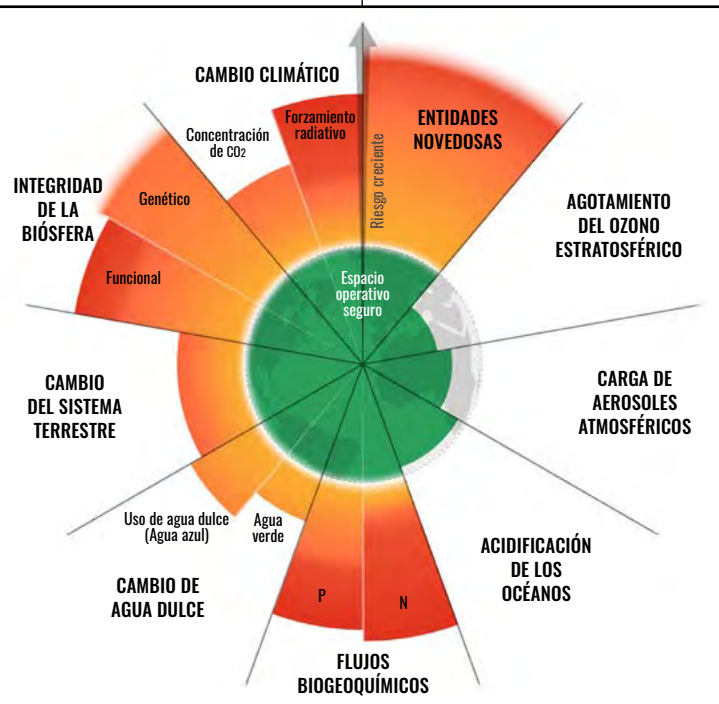 CAMBIO CLIMÁTICO
Forzamiento
radiativo
Concentración
de CO2
Riesgo creciente
ENTIDADES
NOVEDOSAS
INTEGRIDAD
DE LA
BIÓSFERA
Genético
Funcional
AGOTAMIENTO
DEL OZONO
ESTRATOSFÉRICO
Espacio
operativo
seguro
CAMBIO
DEL SISTEMA
TERRESTRE
CARGA DE
AEROSOLES
ATMOSFÉRICOS
Uso de agua dulce
(Agua azul)
Agua
verde
CAMBIO DE
AGUA DULCE
P
N
ACIDIFICACIÓN
DE LOS
OCÉANOS
FLUJOS
BIOGEOQUÍMICOS